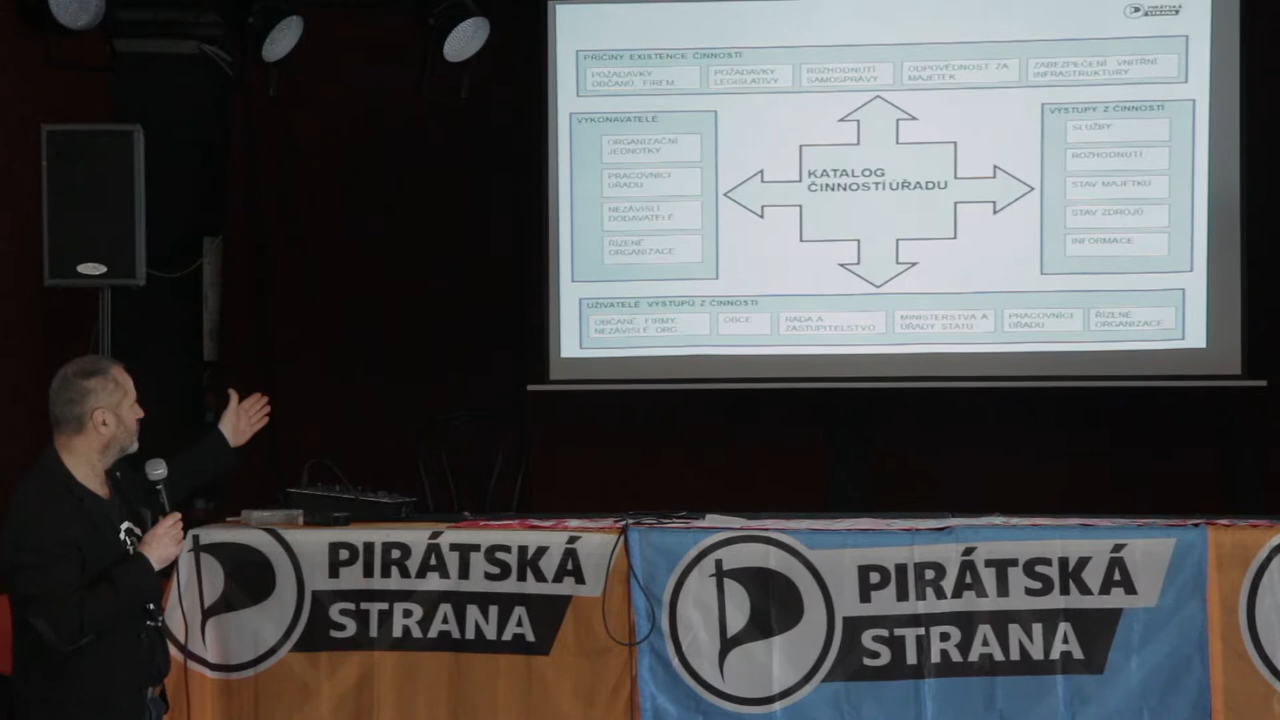 PIRÁTSKÁ
STRANA
PŘÍČINY EXISTENCE ČINNOSTI
POŽADAVKY
OBČANŮ, FIREM,
POŽADAVKY
LEGISLATIVY
ROZHODNUTÍ
SAMOSPRÁVY
ODPOVĚDNOST ZA
MAJETEK
ZABEZPEČENÍ VNITŘNÍ
INFRASTRUKTURY
VYKONAVATELÉ
ORGANIZAČNÍ
JEDNOTKY
PRACOVNÍCI
ÚŘADU
NEZÁVISLÍ
DODAVATELÉ
ŘÍZENÉ
ORGANIZACE
KATALOG
ČINNOSTÍ ÚŘADU
VÝSTUPY Z ČINNOSTÍ
SLUŽBY
ROZHODNUTÍ
STAV MAJETKU
STAV ZDROJŮ
INFORMACE
UŽIVATELÉ VÝSTUPŮ Z ČINNOSTÍ
OBČANÉ, FIRMY,
NEZÁVISLÉ ORG...
OBCE
RADA A
ZASTUPITELSTVO
MINISTERSTVA A
ÚŘADY STÁTU
PRACOVNÍCI
ÚŘADU
ŘÍZENÉ
ORGANIZACE
PIRÁTSKÁ
STRANA
PIRÁTSKÁ
STRANA